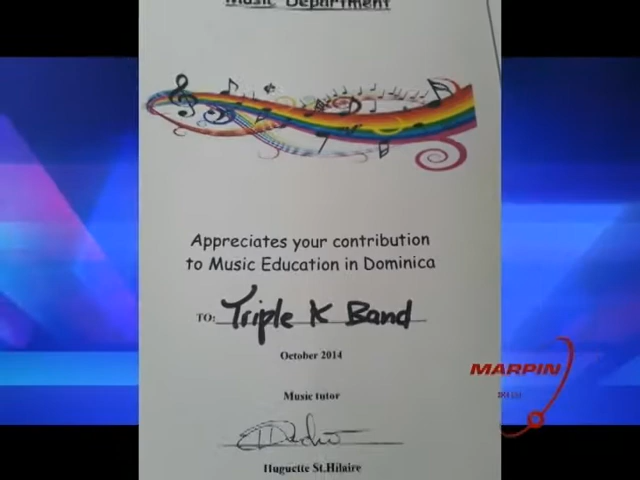 Music Department
Appreciates your contribution
to Music Education in Dominica
TO: Triple K Band
October 2014
Music tutor
Huguette St.Hilaire
MARPIN